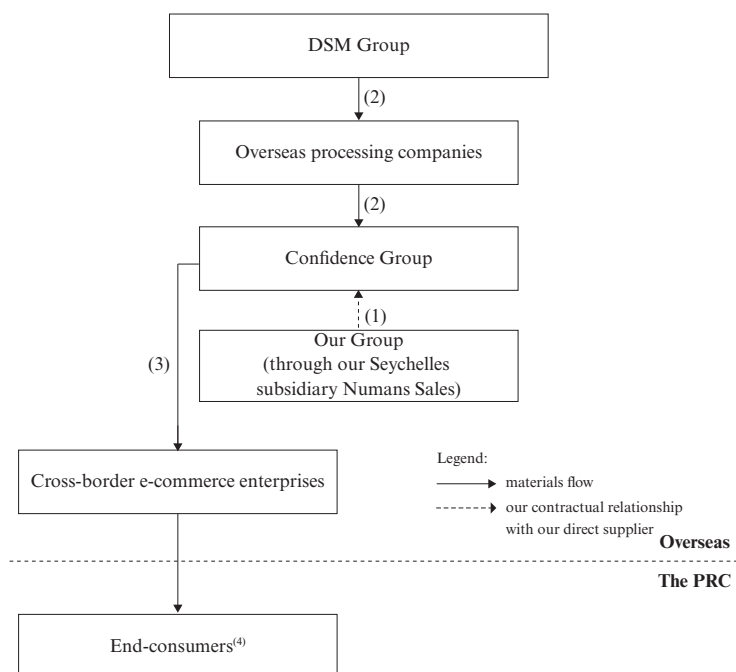 DSM Group
(2)
Overseas processing companies
(2)
Confidence Group
(1)
Our Group
(through our Seychelles
subsidiary Numans Sales)
(3)
Cross-border e-commerce enterprises
Legend:
materials flow
our contractual relationship
with our direct supplier
Overseas
The PRC
End-consumers(4)